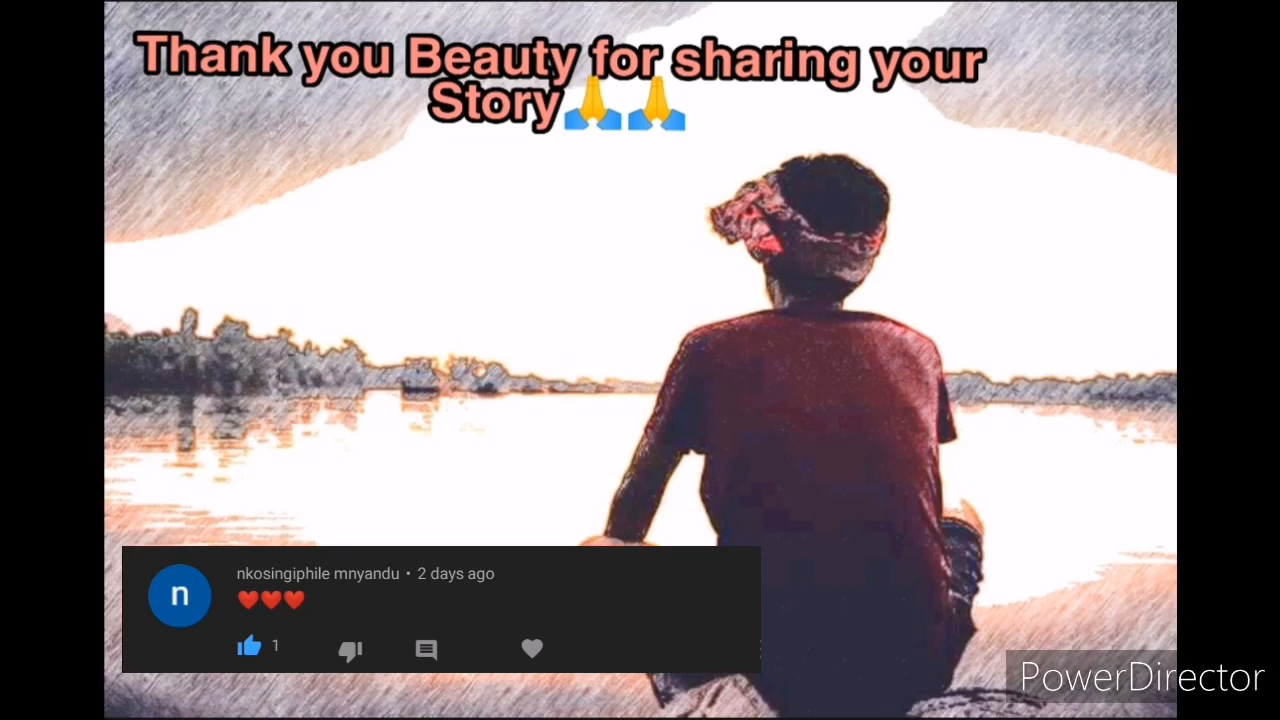 Thank you Beauty for sharing your
Story🙏🙏
n
nkosingiphile mnyandu • 2 days ago
❤️❤️❤️
1
PowerDirector